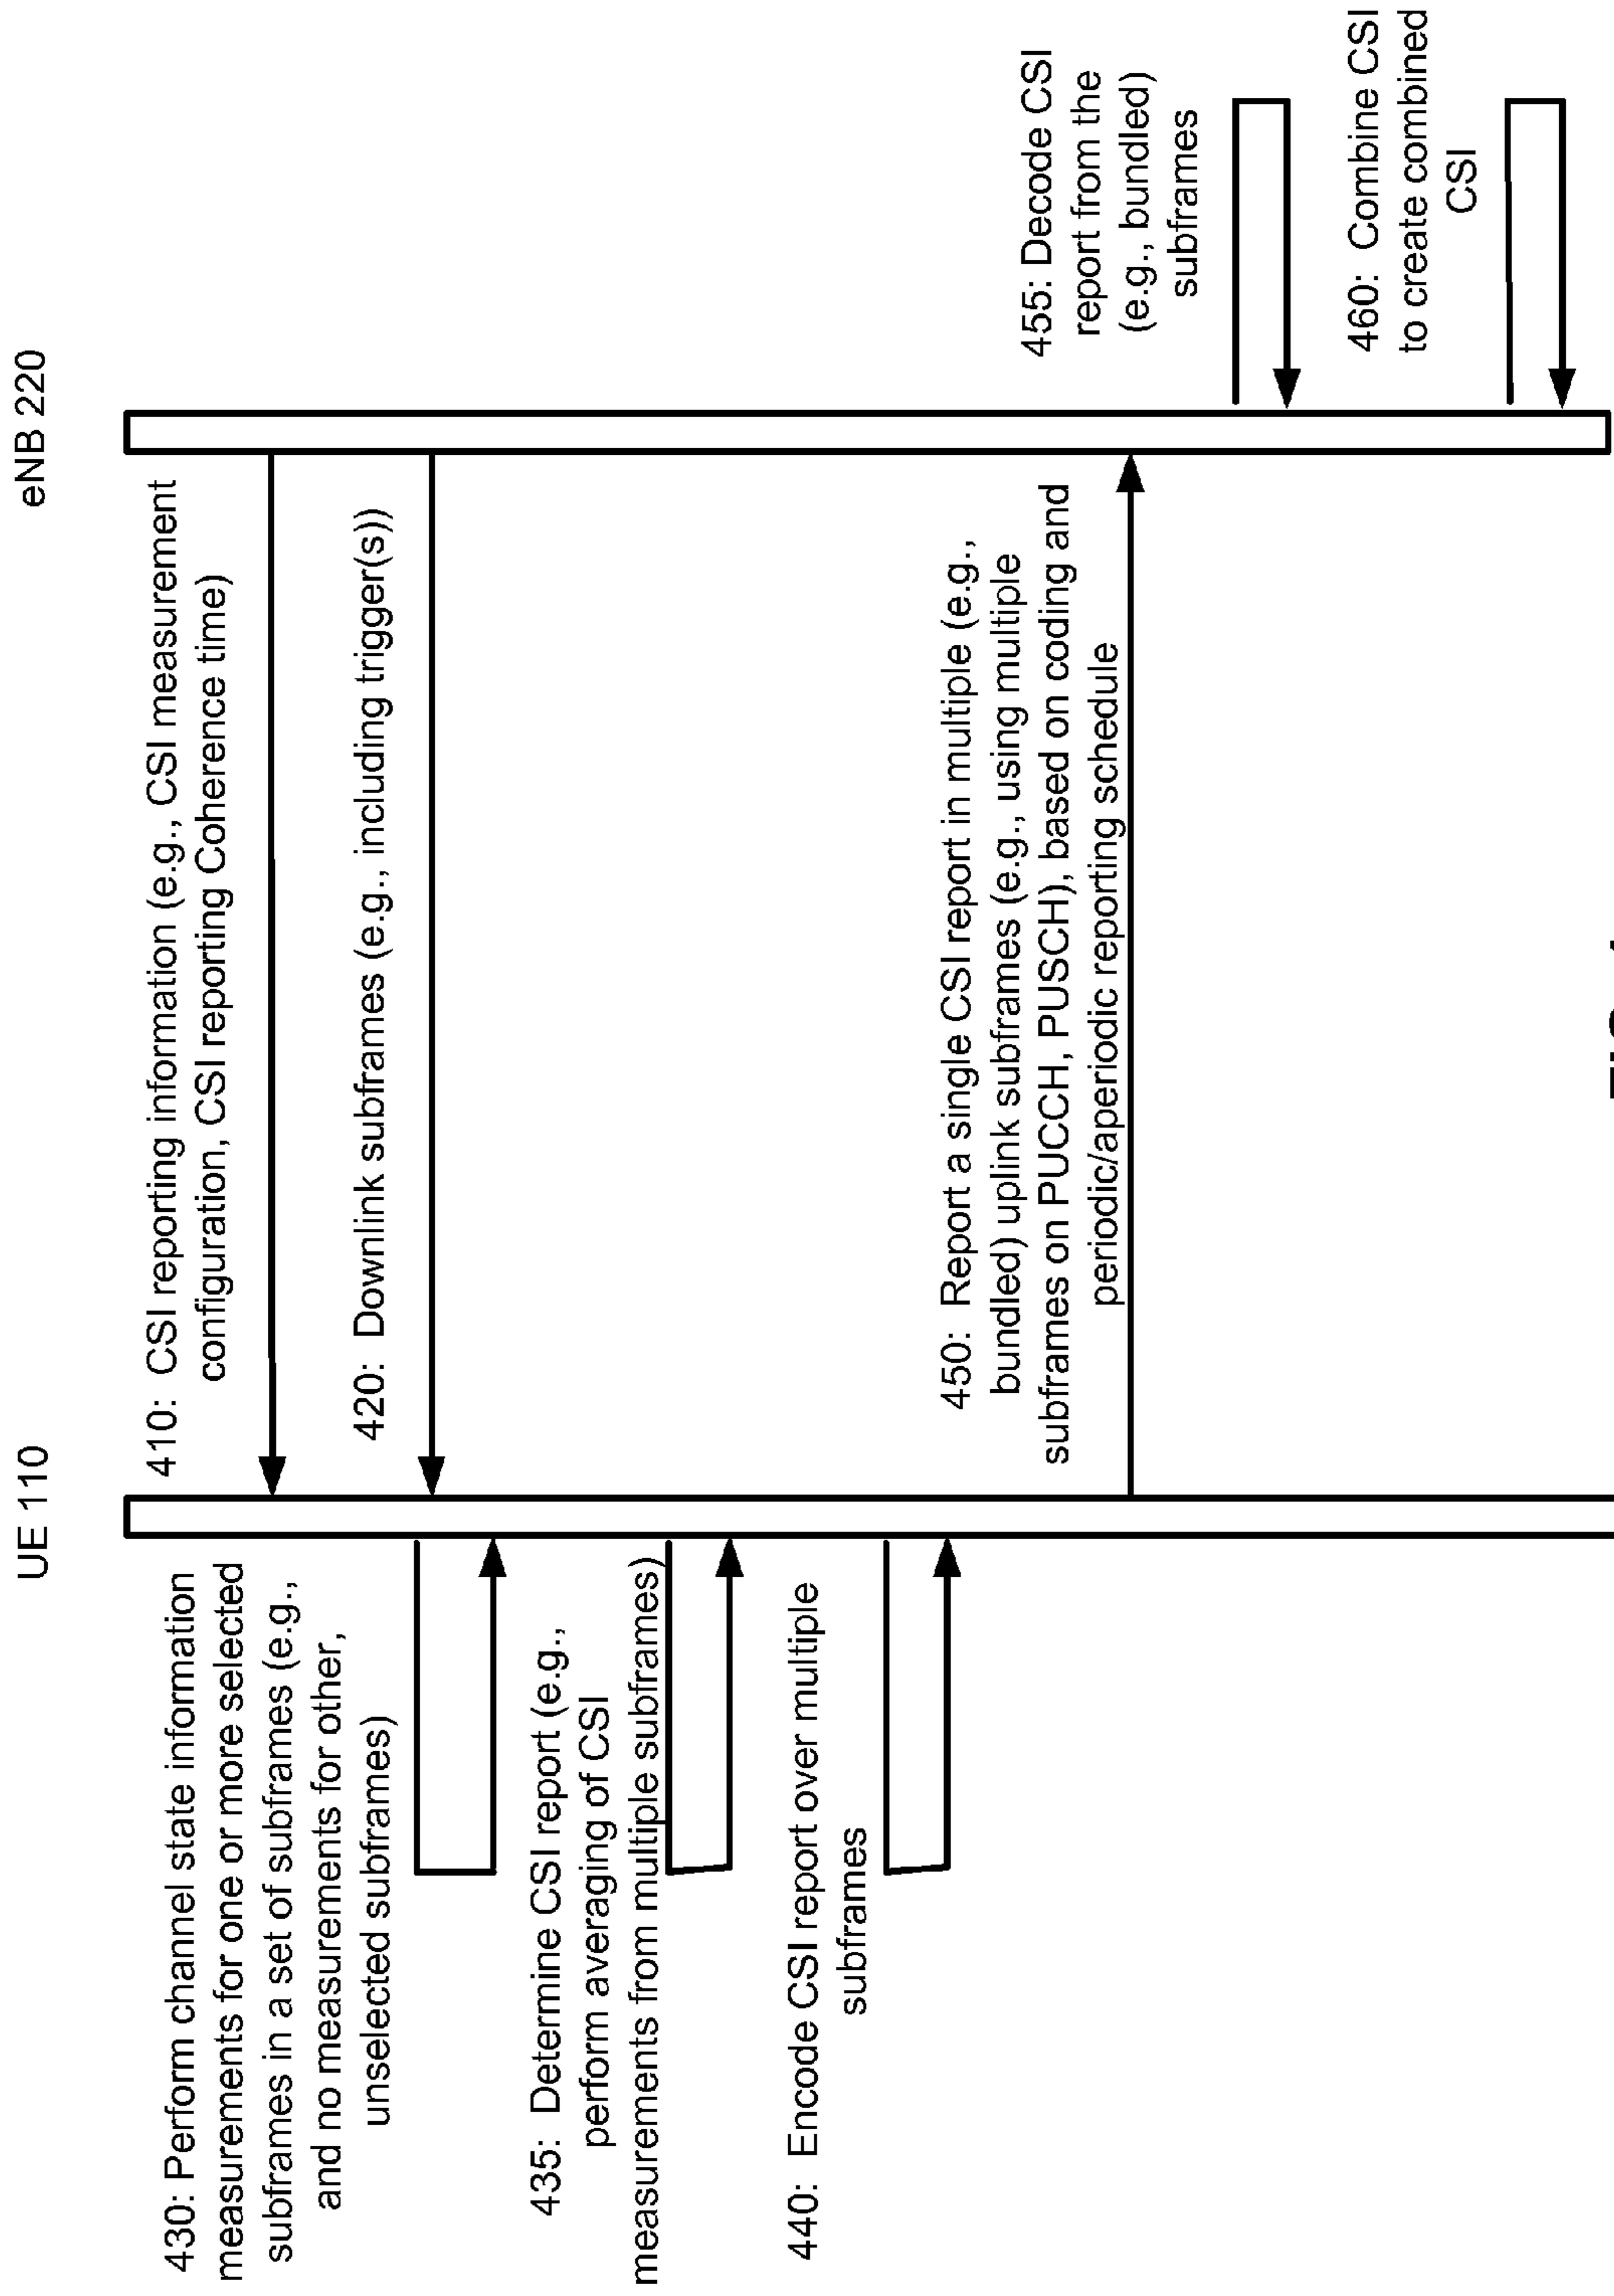 UE 110
eNB 220
410: CSI reporting information (e.g., CSI measurement
configuration, CSI reporting Coherence time)
420: Downlink subframes (e.g., including trigger(s))
430: Perform channel state information
measurements for one or more selected
subframes in a set of subframes (e.g.,
and no measurements for other,
unselected subframes)
435: Determine CSI report (e.g.,
perform averaging of CSI
measurements from multiple subframes)
440: Encode CSI report over multiple
subframes
450: Report a single CSI report in multiple (e.g.,
bundled) uplink subframes (e.g., using multiple
subframes on PUCCH, PUSCH), based on coding and
periodic/aperiodic reporting schedule
455: Decode CSI
report from the
(e.g., bundled)
subframes
460: Combine CSI
to create combined
CSI